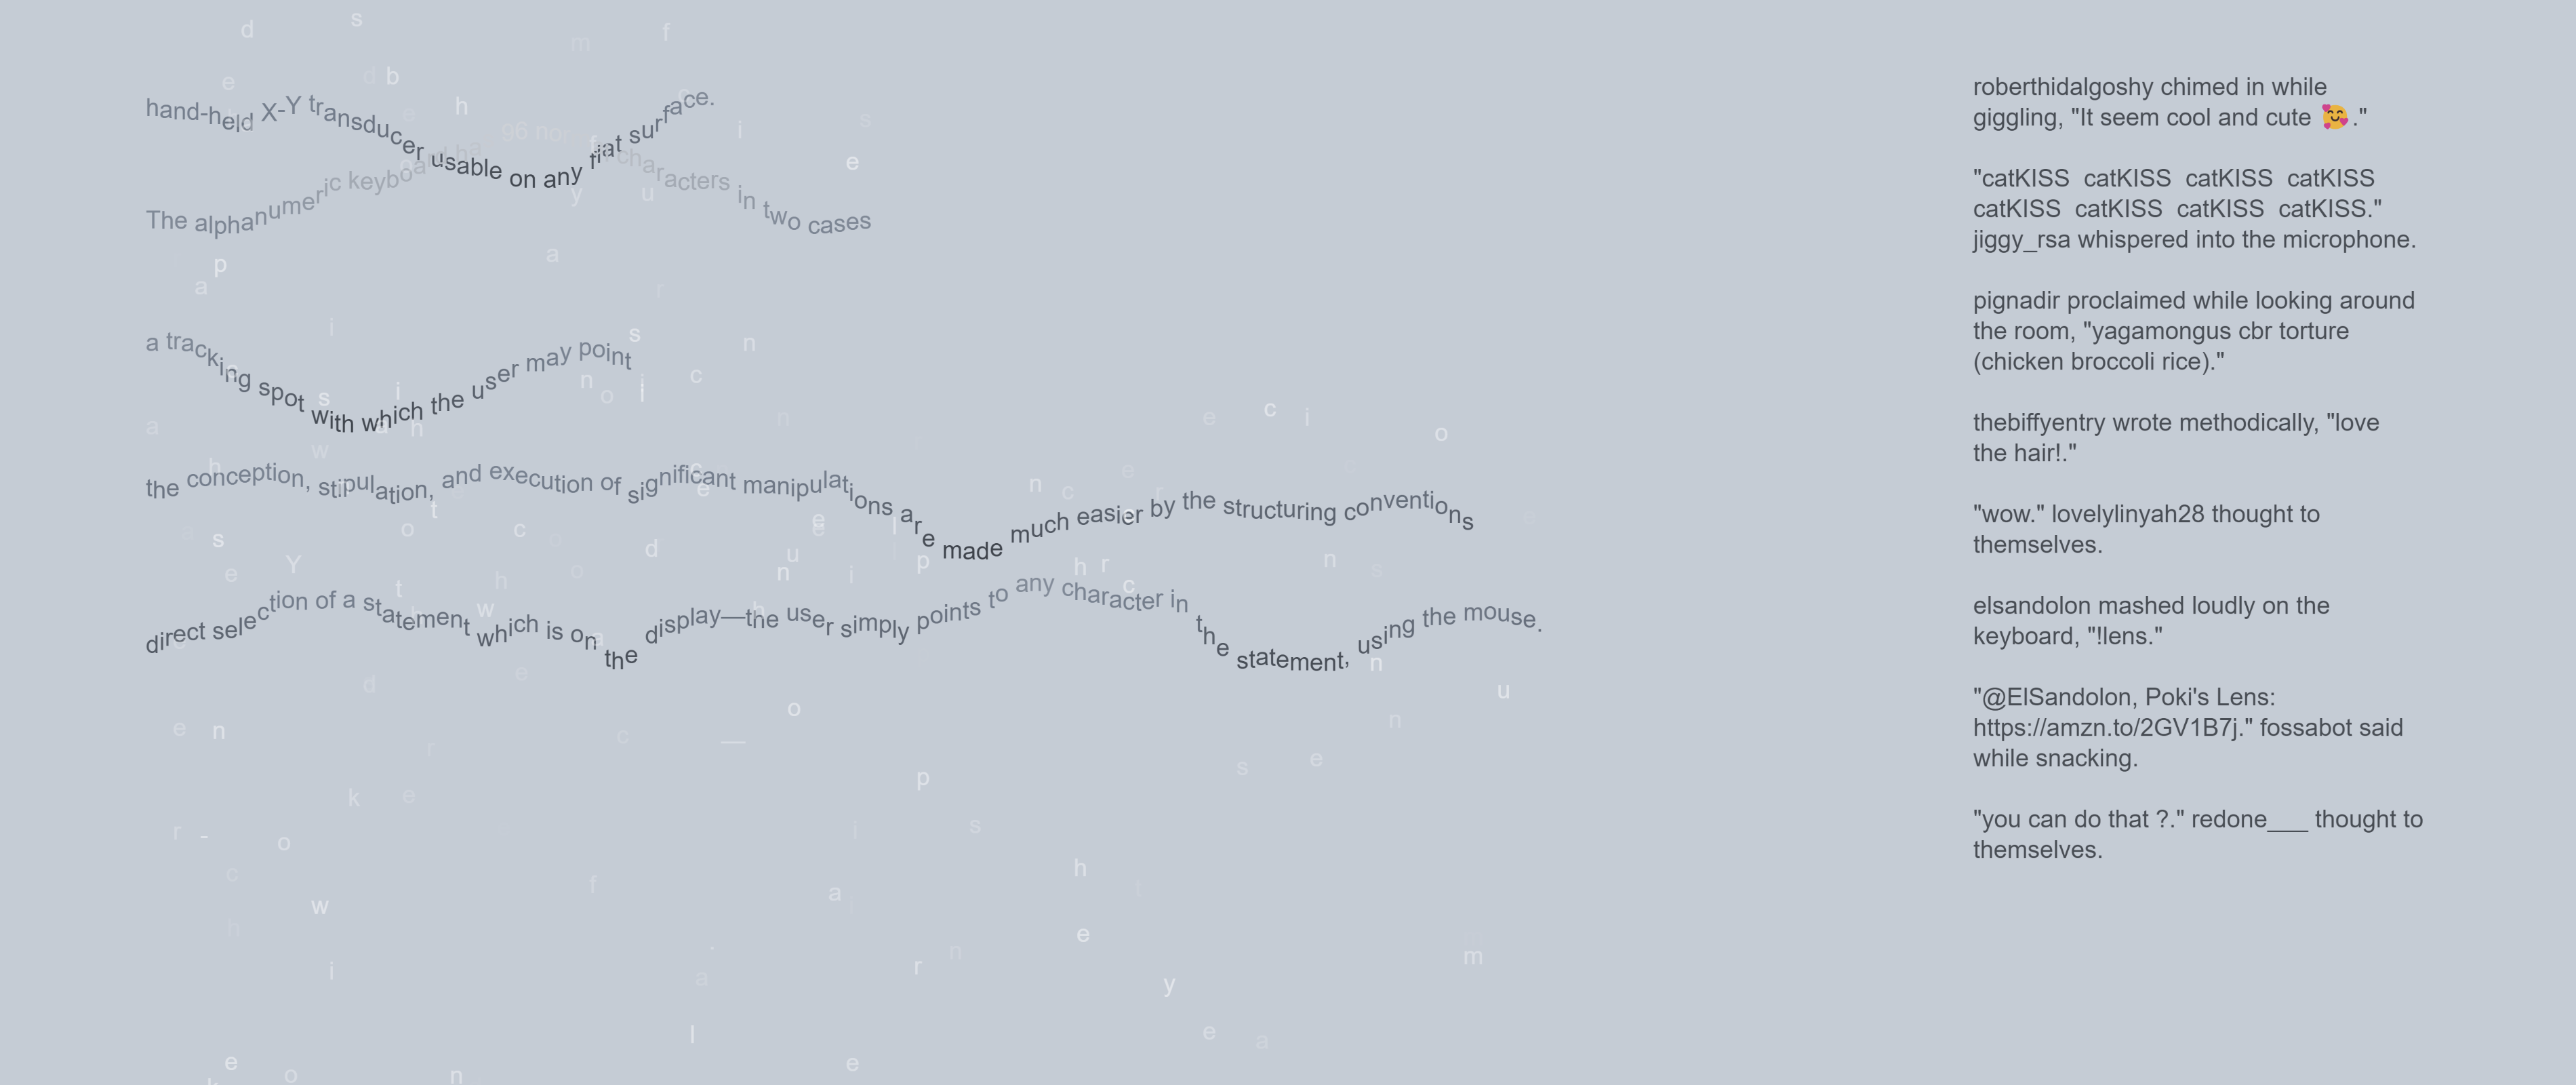 hand-held X-Y transducer usable on any flat surface.
The alphanumeric keyboard ha 96 nor characters in two cases
a tracking spot with which the user may point
the conception, stipulation, and execution of significant manipulations are made much easier by the structuring conventions
direct selection of a statement which is on the display—the user simply points to any character in the statement, using the mouse.
roberthidalgoshy chimed in while
giggling, "It seem cool and cute 🥰."
"catKISS catKISS catKISS catKISS
catKISS catKISS catKISS catKISS."
jiggy_rsa whispered into the microphone.
pignadir proclaimed while looking around
the room, "yagamongus cbr torture
(chicken broccoli rice)."
thebiffyentry wrote methodically, "love
the hair!."
"wow." lovelylinyah28 thought to
themselves.
elsandolon mashed loudly on the
keyboard, "!lens."
"@ElSandolon, Poki's Lens:
https://amzn.to/2GV1B7j." fossabot said
while snacking.
"you can do that ?." redone___ thought to
themselves.